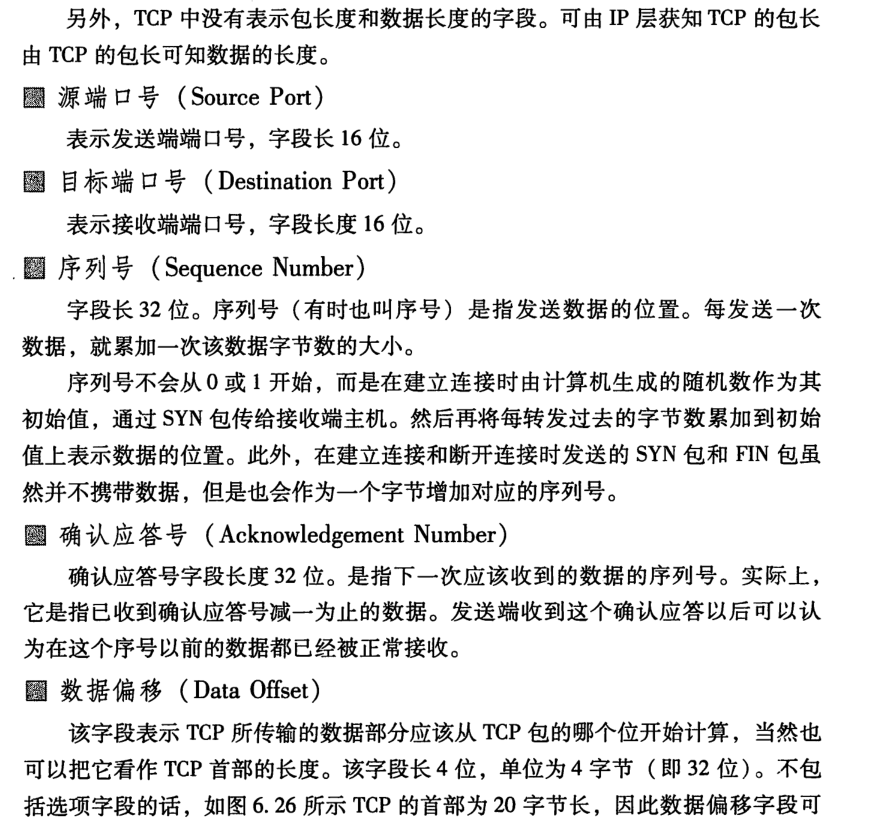 另外，TCP 中没有表示包长度和数据长度的字段。可由 IP 层获知 TCP 的包长
由 TCP 的包长可知数据的长度。
源端口号（Source Port）
表示发送端端口号，字段长 16 位。
目标端口号（Destination Port）
表示接收端端口号，字段长度 16 位。
序列号（Sequence Number）
字段长 32 位。序列号（有时也叫序号）是指发送数据的位置。每发送一次
数据，就累加一次该数据字节数的大小。
序列号不会从 0 或 1 开始，而是在建立连接时由计算机生成的随机数作为其
初始值，通过 SYN 包传给接收端主机。然后再将每转发过去的字节数累加到初始
值上表示数据的位置。此外，在建立连接和断开连接时发送的 SYN 包和 FIN 包虽
然并不携带数据，但是也会作为一个字节增加对应的序列号。
确认应答号（Acknowledgement Number）
确认应答号字段长度 32 位。是指下一次应该收到的数据的序列号。实际上，
它是指已收到确认应答号减一为止的数据。发送端收到这个确认应答以后可以认
为在这个序号以前的数据都已经被正常接收。
数据偏移（Data Offset）
该字段表示 TCP 所传输的数据部分应该从 TCP 包的哪个位开始计算，当然也
可以把它看作 TCP 首部的长度。该字段长 4 位，单位为 4 字节（即 32 位）。不包
括选项字段的话，如图 6.26 所示 TCP 的首部为 20 字节长，因此数据偏移字段可